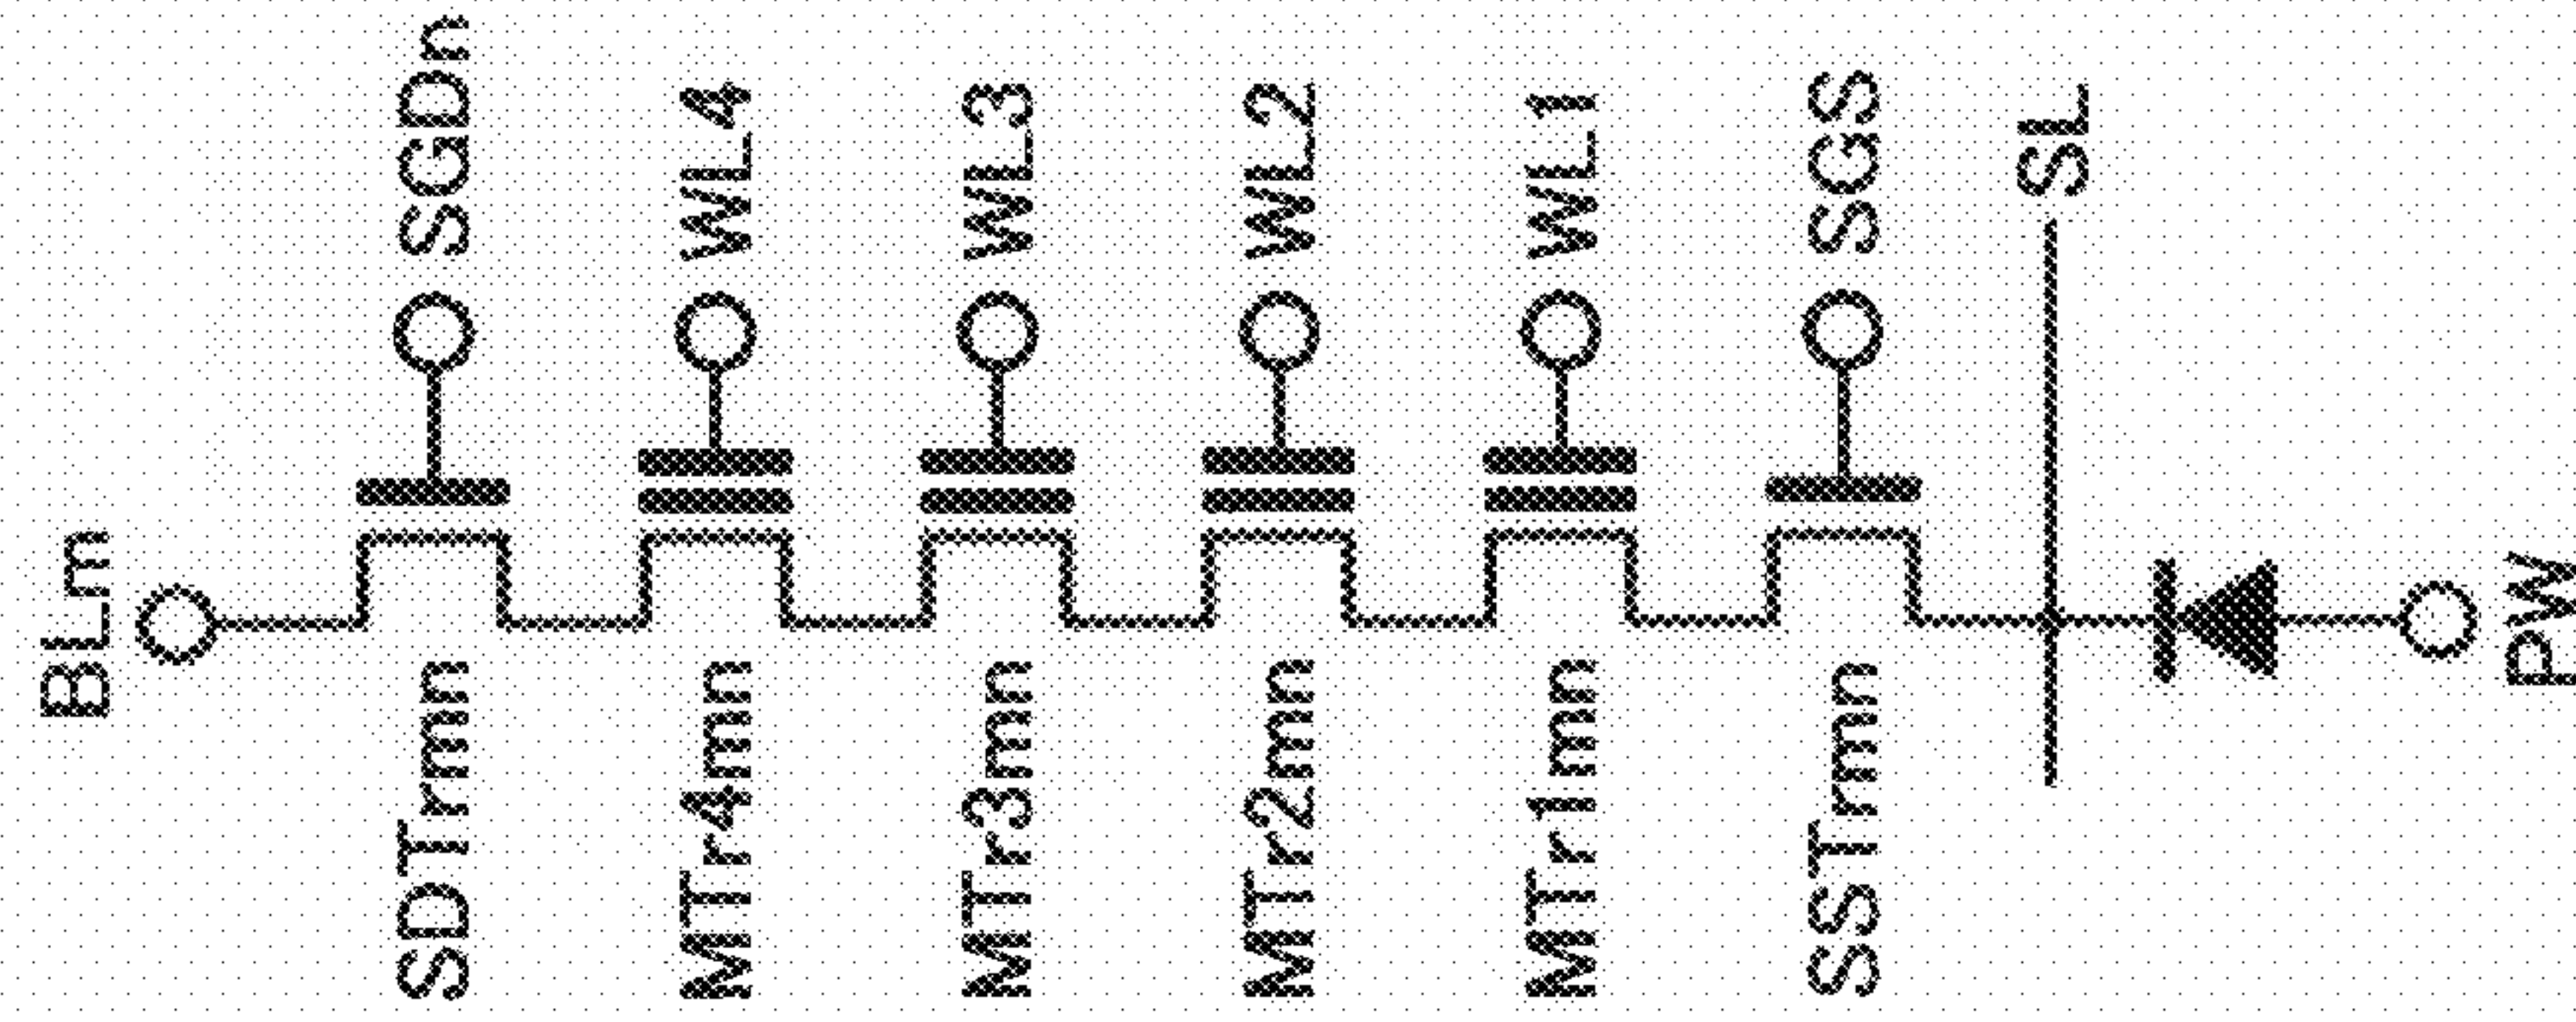 BLm
SDTrmn SGDn
MTr4mn WL4
MTr3mn WL3
MTr2mn WL2
MTr1mn WL1
SSTrmn SGS
SL
PW